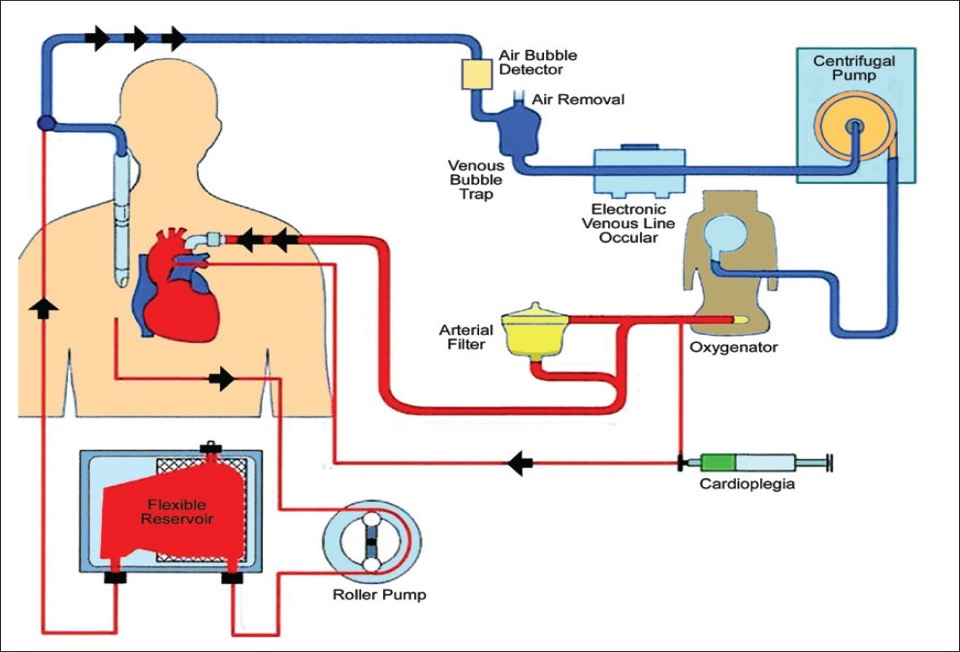 Air Bubble
Detector
Air Removal
Centrifugal
Pump
Venous
Bubble
Trap
Electronic
Venous Line
Occular
Arterial
Filter
Oxygenator
Cardioplegia
Flexible
Reservoir
Roller Pump